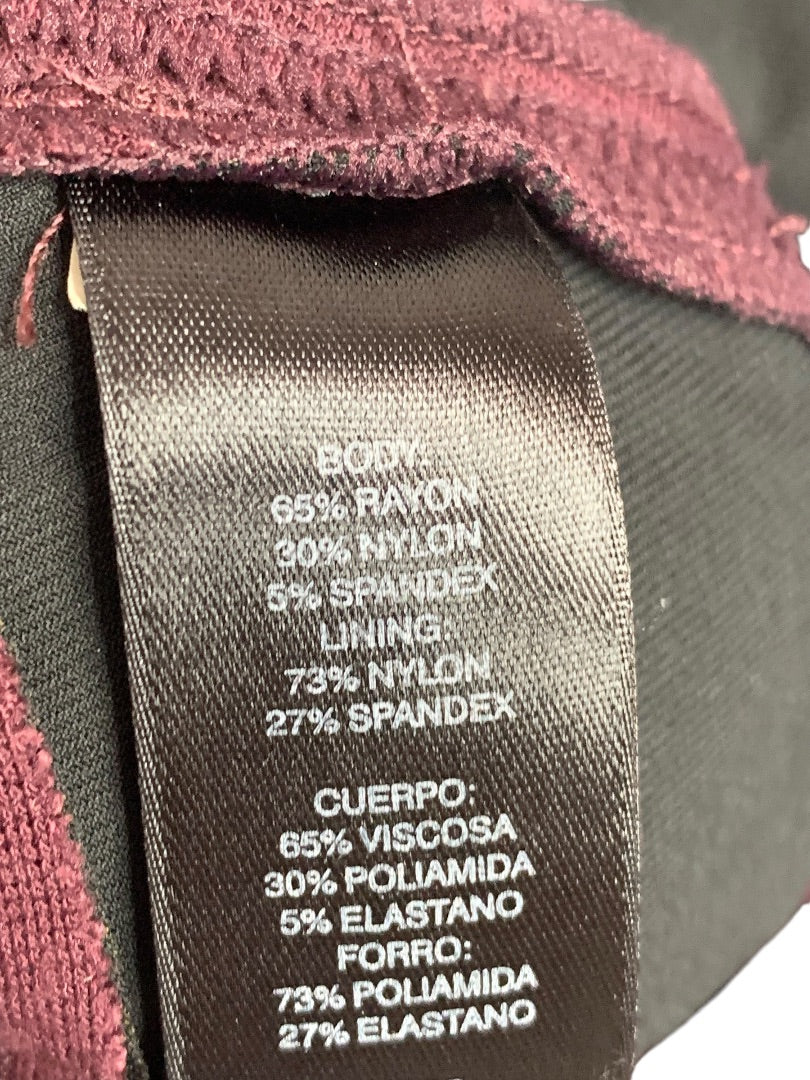 BODY:
65% RAYON
30% NYLON
5% SPANDEX
LINING:
73% NYLON
27% SPANDEX
CUERPO:
65% VISCOSA
30% POLIAMIDA
5% ELASTANO
FORRO:
73% POLIAMIDA
27% ELASTANO